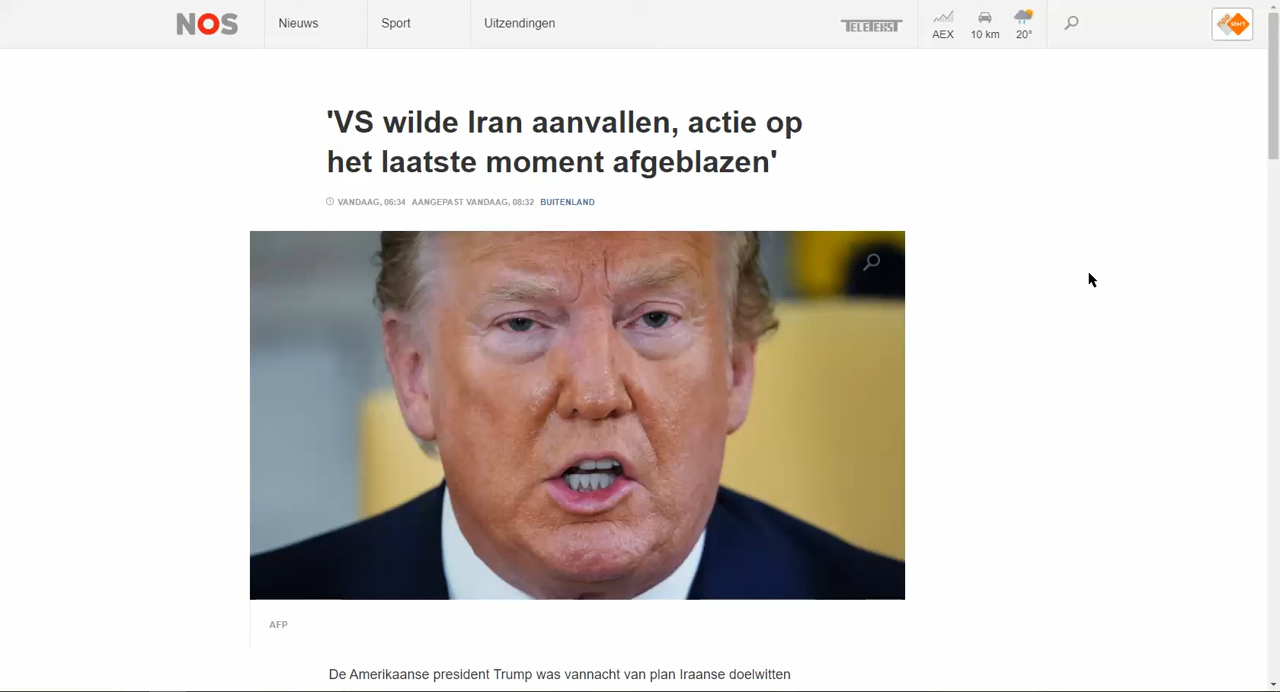 NOS
Nieuws
Sport
Uitzendingen
TELETEKST
AEX
10 km
20°
npo
START
'VS wilde Iran aanvallen, actie op
het laatste moment afgeblazen'
VANDAAG, 06:34 AANGEPAST VANDAAG, 08:32 BUITENLAND
AFP
De Amerikaanse president Trump was vannacht van plan Iraanse doelwitten